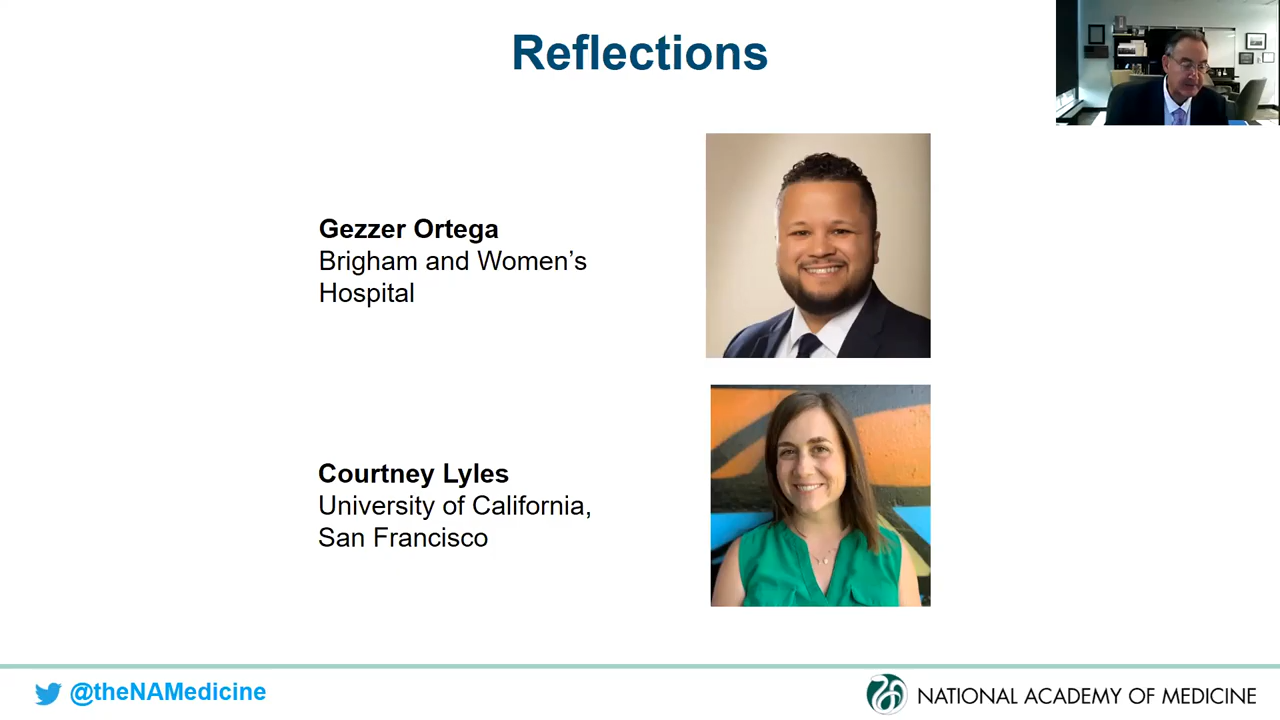 Reflections
Gezzer Ortega
Brigham and Women’s
Hospital
Courtney Lyles
University of California,
San Francisco
@theNAMedicine
NATIONAL ACADEMY OF MEDICINE